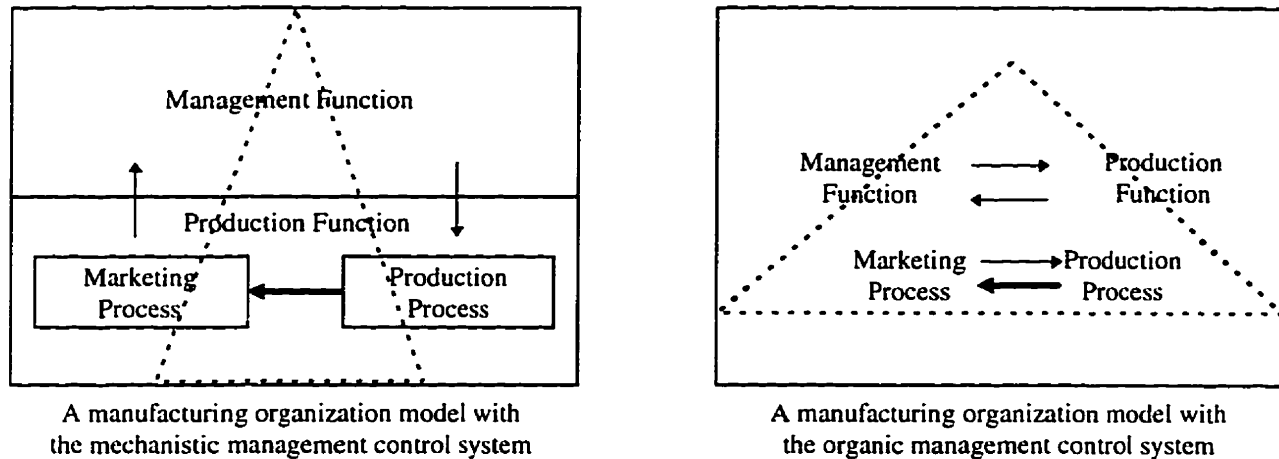 Management Function
Production Function
Marketing
Process
Production
Process
A manufacturing organization model with
the mechanistic management control system
Management
Function
Production
Function
Marketing
Process
Production
Process
A manufacturing organization model with
the organic management control system